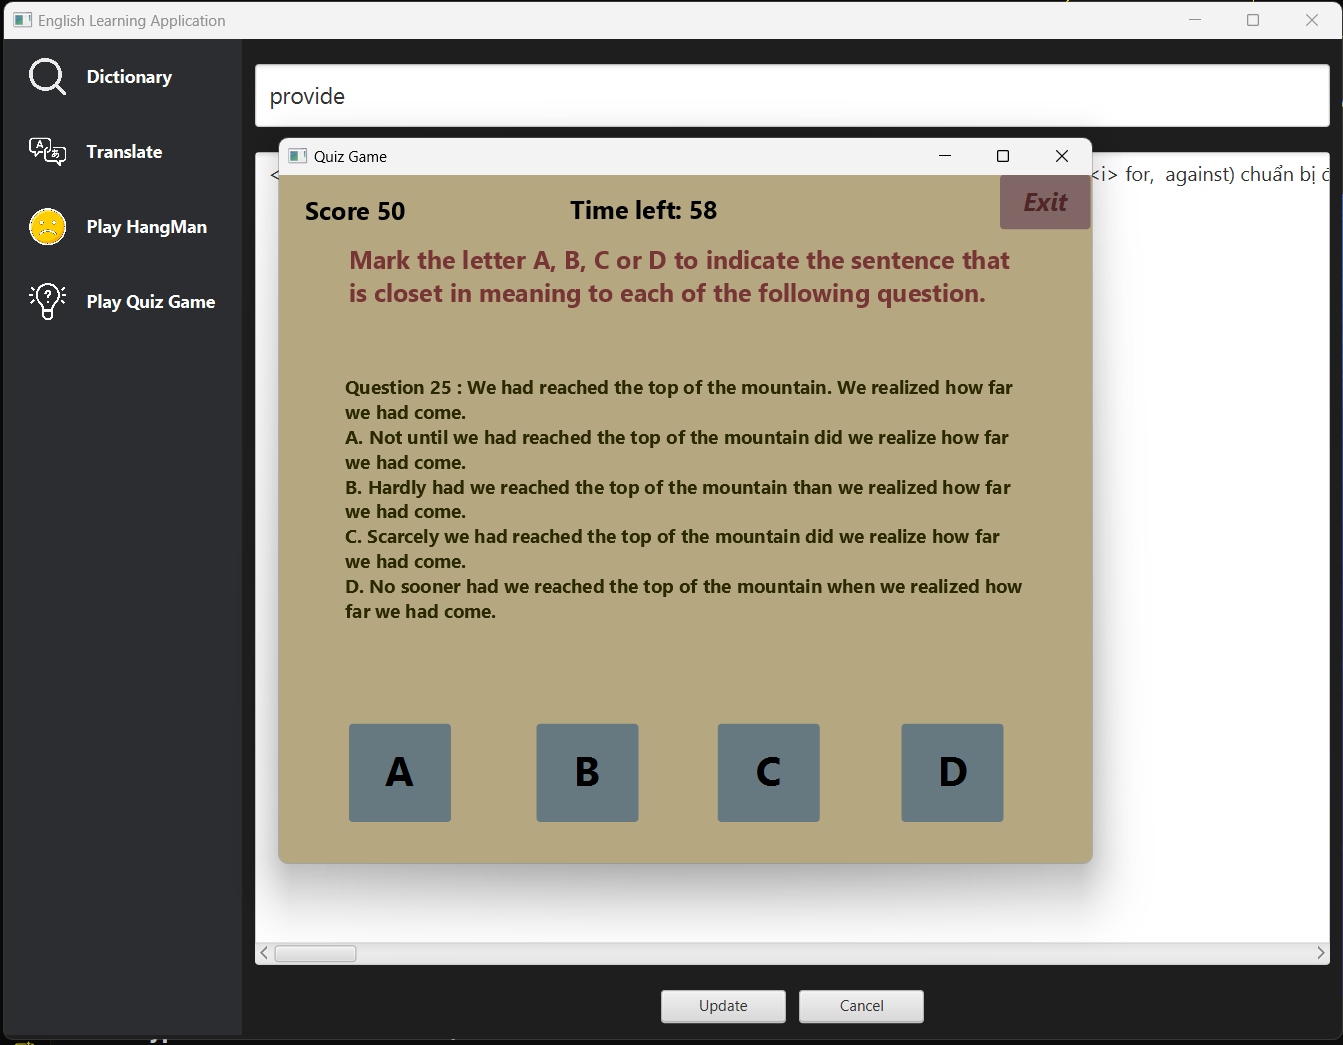 English Learning Application
Dictionary
Translate
Play HangMan
Play Quiz Game
provide
<
<i> for, against) chuẩn bị
Quiz Game
Score 50
Time left: 58
Exit
Mark the letter A, B, C or D to indicate the sentence that
is closet in meaning to each of the following question.
Question 25 : We had reached the top of the mountain. We realized how far
we had come.
A. Not until we had reached the top of the mountain did we realize how far
we had come.
B. Hardly had we reached the top of the mountain than we realized how far
we had come.
C. Scarcely we had reached the top of the mountain did we realize how far
we had come.
D. No sooner had we reached the top of the mountain when we realized how
far we had come.
A
B
C
D
Update
Cancel